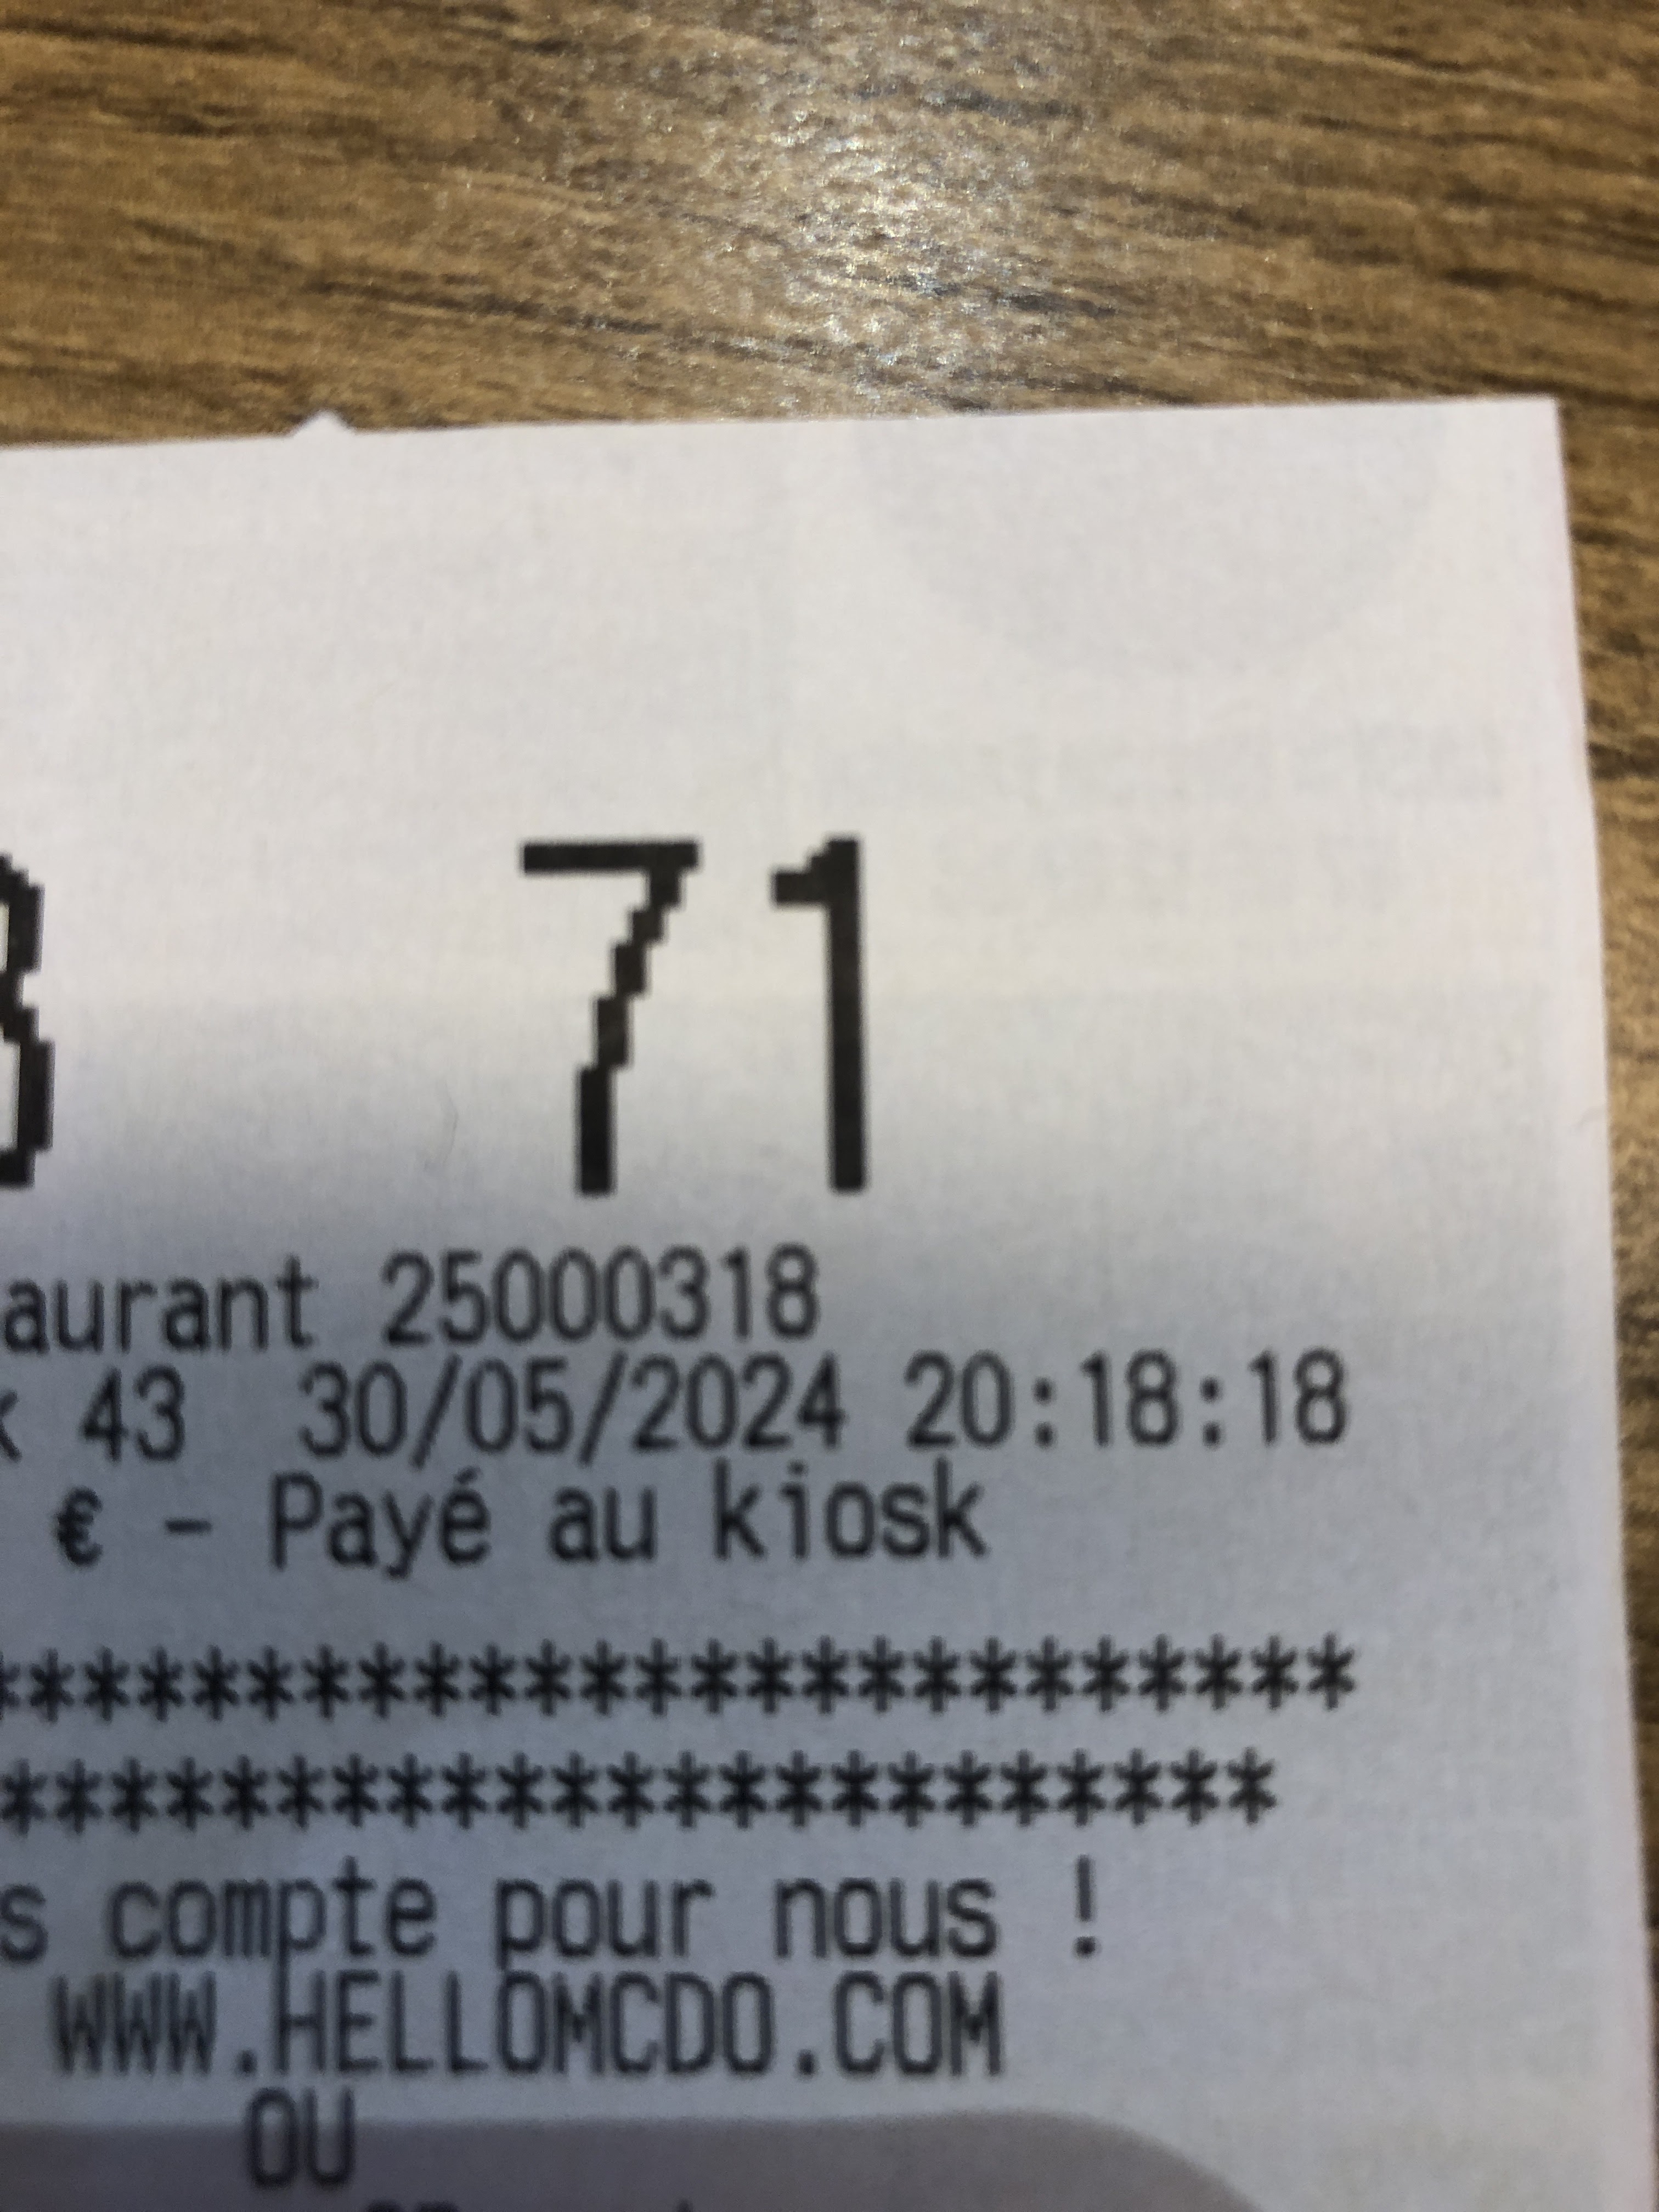 71
25000318
43 30/05/2024 20:18:18
€ - Payé au kiosk
****************************
***********************
compte pour nous !
WWW.HELLOMCDO.COM
OU